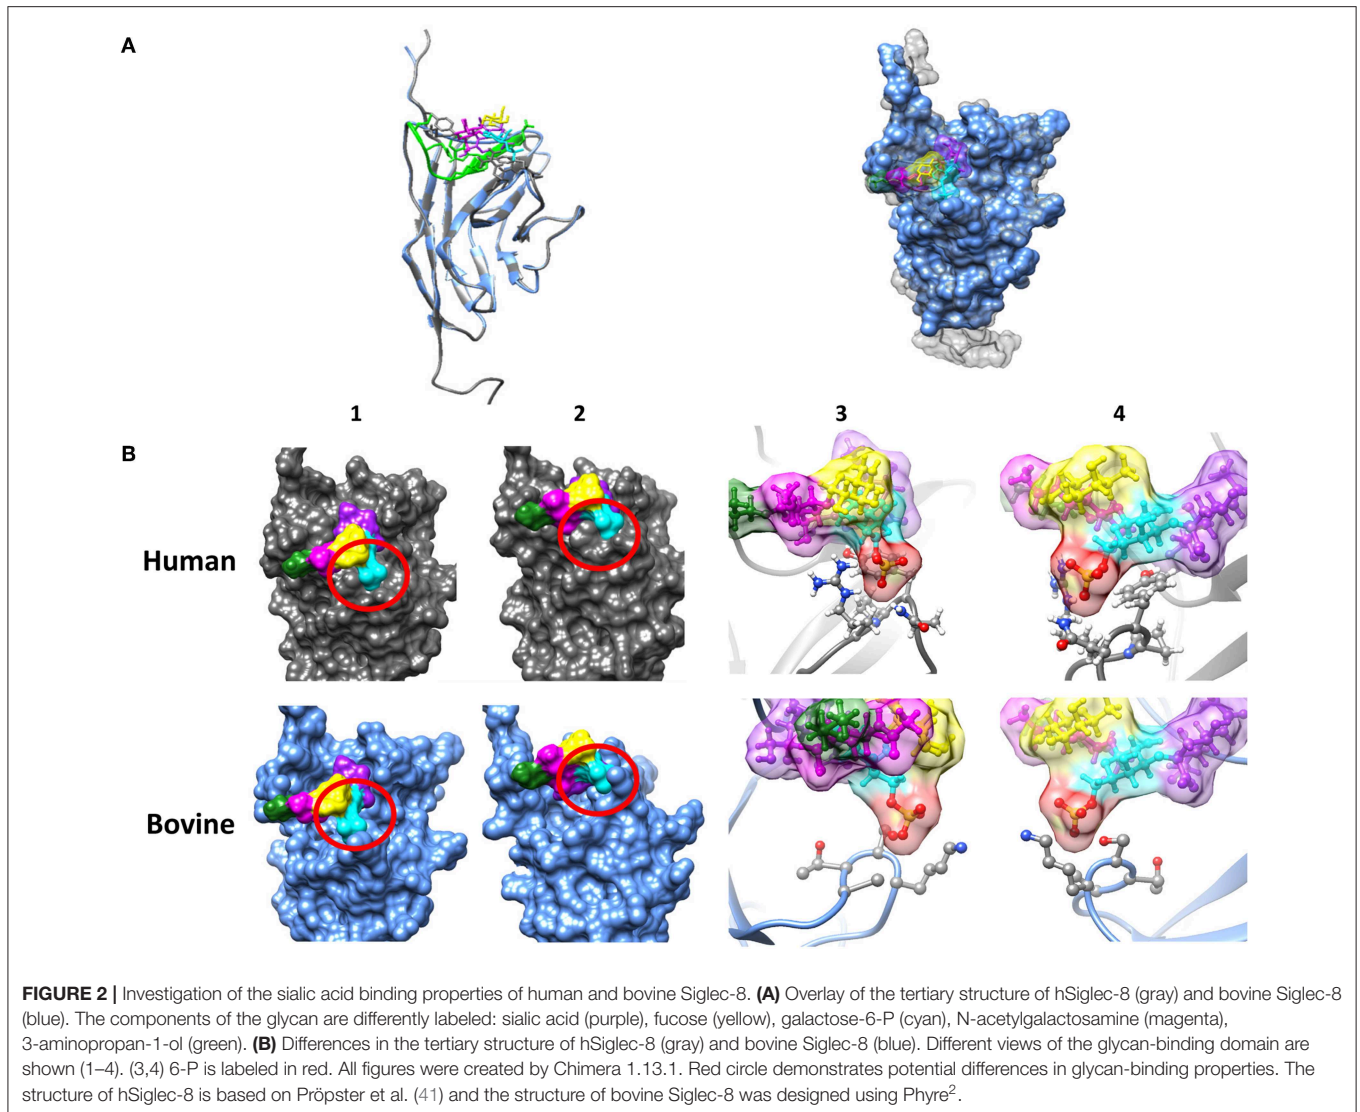 A
1 2 3 4
B
Human
Bovine
FIGURE 2 | Investigation of the sialic acid binding properties of human and bovine Siglec-8. (A) Overlay of the tertiary structure of hSiglec-8 (gray) and bovine Siglec-8
(blue). The components of the glycan are differently labeled: sialic acid (purple), fucose (yellow), galactose-6-P (cyan), N-acetylgalactosamine (magenta),
3-aminopropan-1-ol (green). (B) Differences in the tertiary structure of hSiglec-8 (gray) and bovine Siglec-8 (blue). Different views of the glycan-binding domain are
shown (1–4). (3,4) 6-P is labeled in red. All figures were created by Chimera 1.13.1. Red circle demonstrates potential differences in glycan-binding properties. The
structure of hSiglec-8 is based on Pröpster et al. (41) and the structure of bovine Siglec-8 was designed using Phyre².